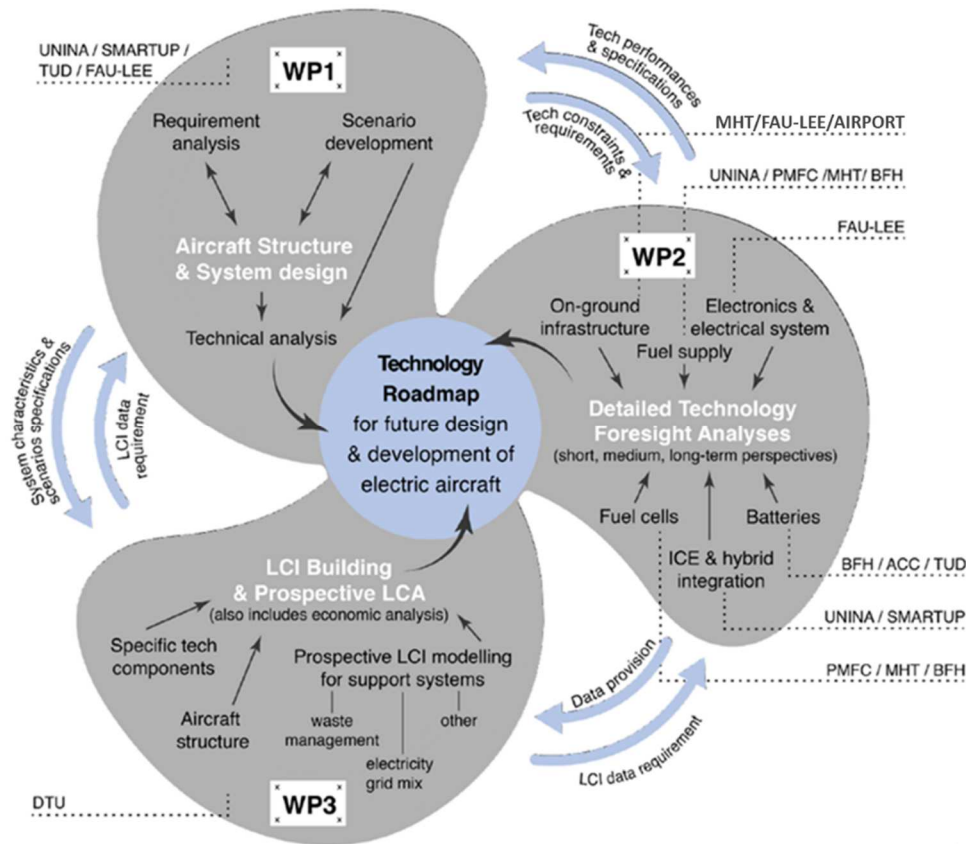 UNINA / SMARTUP /
TUD / FAU-LEE
WP1
Requirement
analysis
Scenario
development
Aircraft Structure
& System design
Technical analysis
Tech performances
& specifications
Tech constraints &
requirements
MHT/FAU-LEE/AIRPORT
UNINA / PMFC /MHT/ BFH
FAU-LEE
WP2
On-ground
infrastructure
Electronics &
electrical system
Fuel supply
Detailed Technology
Foresight Analyses
(short, medium, long-term perspectives)
Fuel cells
Batteries
ICE & hybrid
integration
BFH / ACC / TUD
UNINA / SMARTUP
PMFC / MHT / BFH
Technology
Roadmap
for future design
& development of
electric aircraft
System characteristics &
scenarios specifications
LCI data
requirement
LCI Building
& Prospective LCA
(also includes economic analysis)
Specific tech
components
Prospective LCI modelling
for support systems
Aircraft
structure
waste
management
other
electricity
grid mix
WP3
DTU
Data provision
LCI data requirement